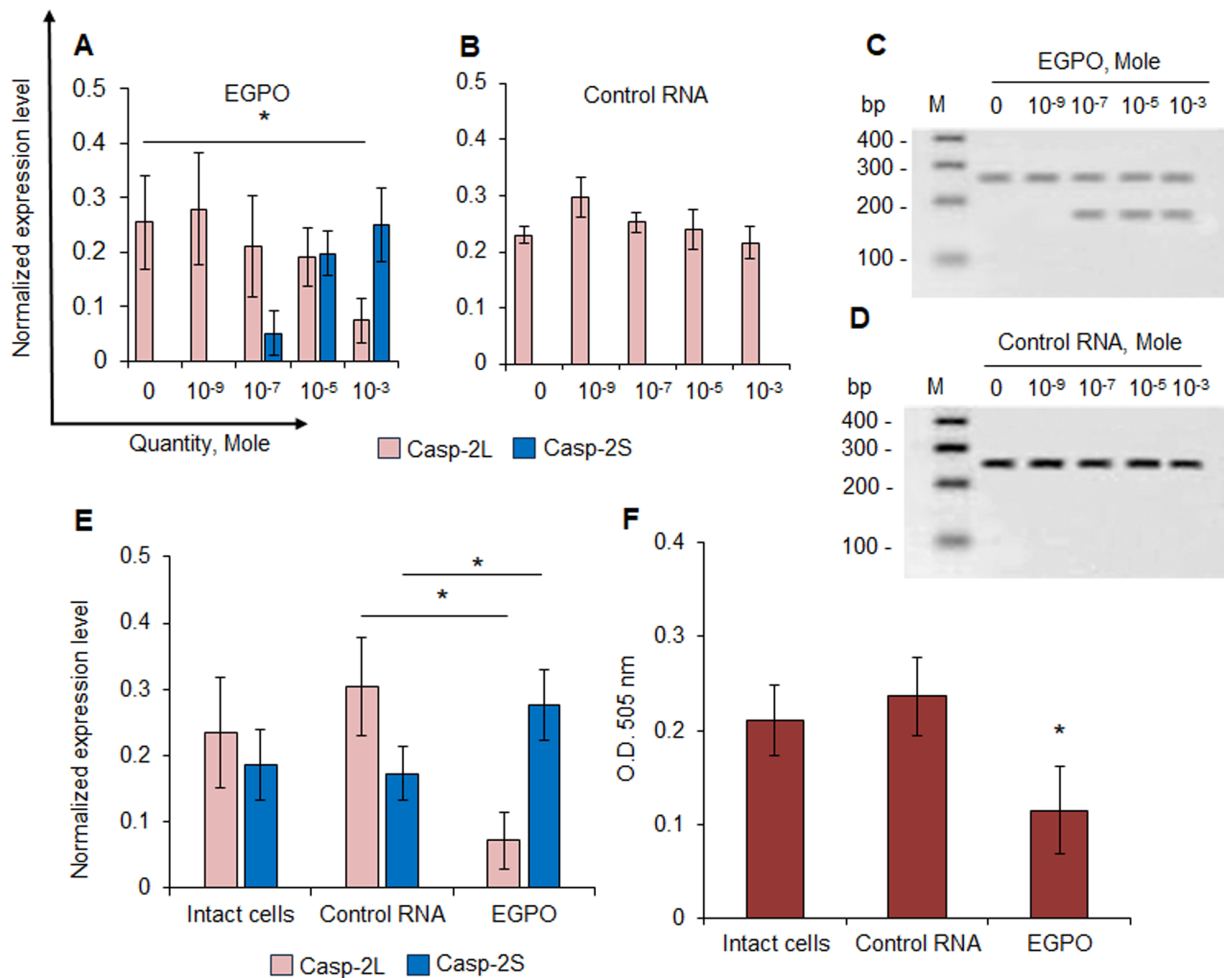 A
EGPO
*
Normalized expression level
0.5
0.4
0.3
0.2
0.1
0
0 10-9 10-7 10-5 10-3
Quantity, Mole
B
Control RNA
0.5
0.4
0.3
0.2
0.1
0
0 10-9 10-7 10-5 10-3
Casp-2L Casp-2S
C
EGPO, Mole
bp M 0 10-9 10-7 10-5 10-3
400 -
300 -
200 -
100 -
D
Control RNA, Mole
bp M 0 10-9 10-7 10-5 10-3
400 -
300 -
200 -
100 -
E
Normalized expression level
0.5
0.4
0.3
0.2
0.1
0
*
*
Intact cells Control RNA EGPO
Casp-2L Casp-2S
F
O.D. 505 nm
0.4
0.3
0.2
0.1
0
*
Intact cells Control RNA EGPO